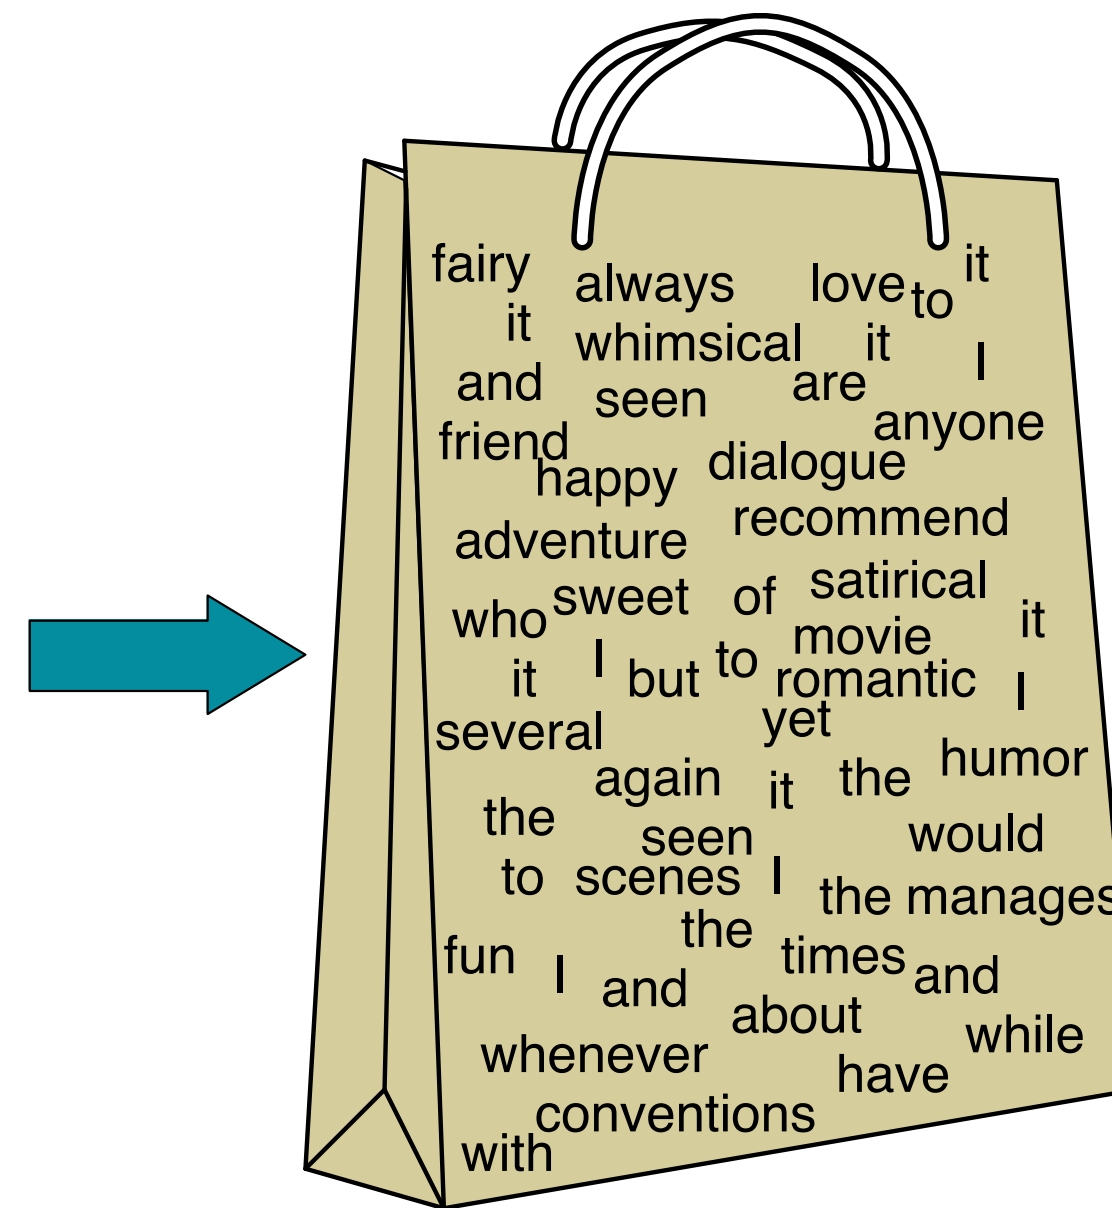 fairy always love to it
it whimsical it I
and seen are anyone
friend happy dialogue
adventure recommend
who sweet of satirical it
it I but to movie romantic I
several yet
again it the humor
the seen would
to scenes I the manages
fun I and the times and
whenever about have while
conventions
with